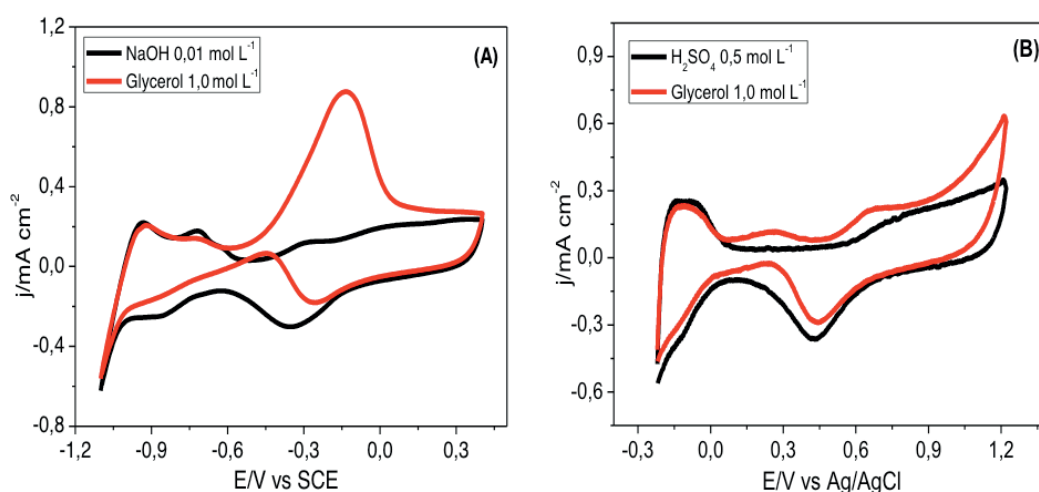 1,2
0,8
0,4
0,0
-0,4
-0,8
j/mA cm⁻²
NaOH 0,01 mol L⁻¹
Glycerol 1,0 mol L⁻¹
(A)
-1,2 -0,9 -0,6 -0,3 0,0 0,3
E/V vs SCE
0,9
0,6
0,3
0,0
-0,3
-0,6
j/mA cm⁻²
H₂SO₄ 0,5 mol L⁻¹
Glycerol 1,0 mol L⁻¹
(B)
-0,3 0,0 0,3 0,6 0,9 1,2
E/V vs Ag/AgCl